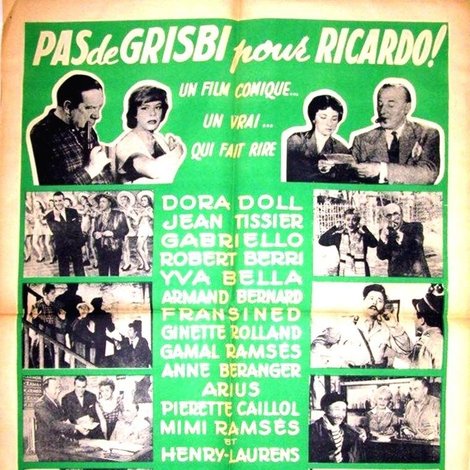 PAS de GRISBI pour RICARDO!
UN FILM CONIQUE...
UN VRAI...
QUI FAIT RIRE
DORA DOLL
JEAN TISSIER
GABRIELLO
ROBERT BERRI
YVA BELLA
ARMAND BERNARD
FRANSINED
GINETTE ROLLAND
GAMAL RAMSÈS
ANNE BERANGER
ARIUS
PIERETTE CAILLOL
MIMI RAMSÈS
ET
HENRY-LAURENS